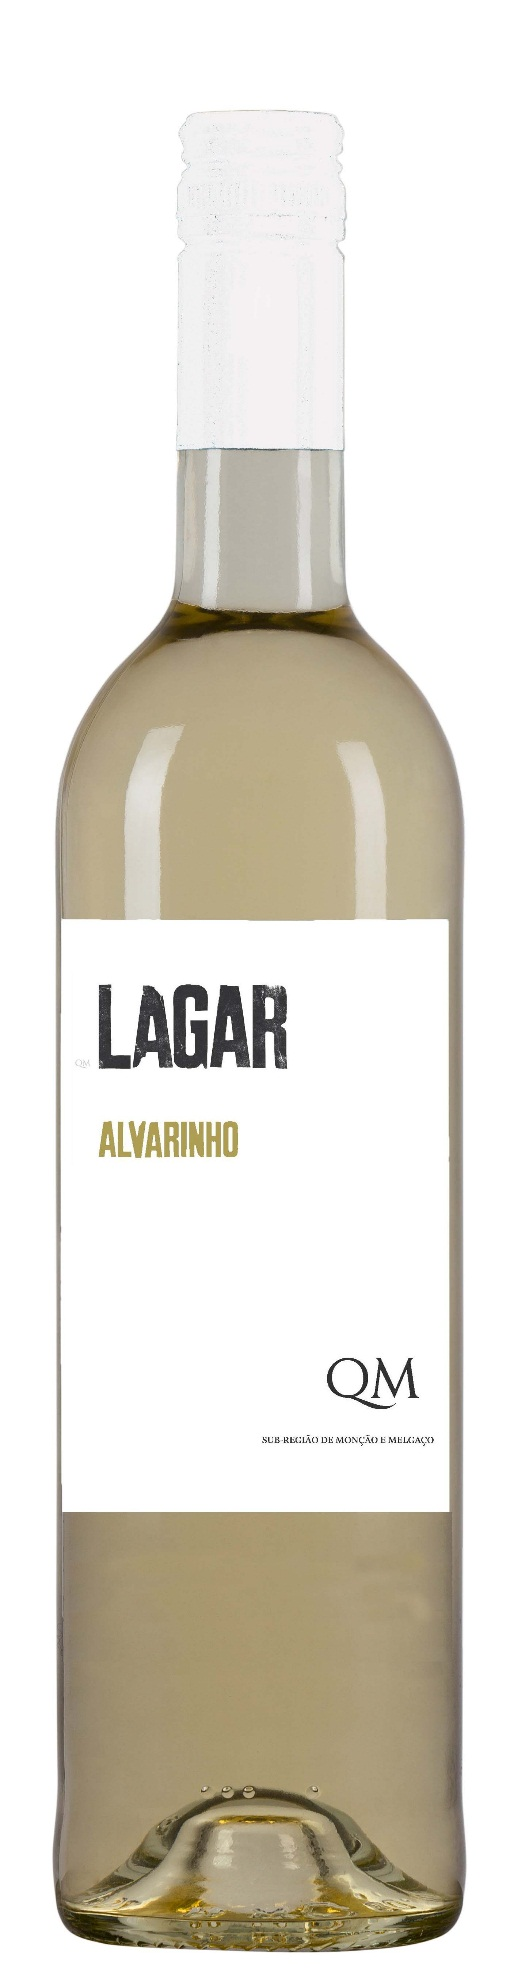 LAGAR
QM
ALVARINHO
QM
SUB-REGIÃO DE MONÇÃO E MELGAÇO